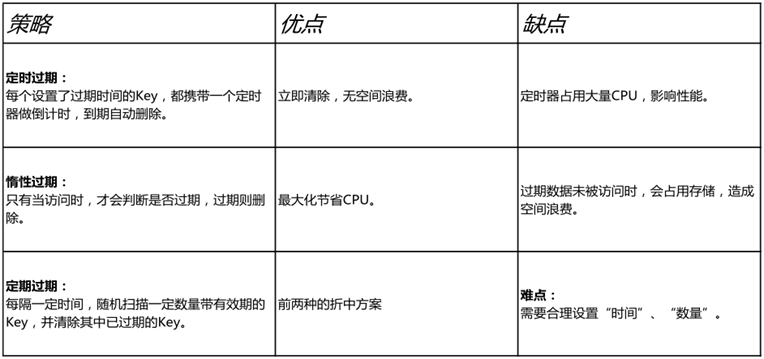 策略
优点
缺点
定时过期：
每个设置了过期时间的Key，都携带一个定时
器做倒计时，到期自动删除。
立即清除，无空间浪费。
定时器占用大量CPU，影响性能。
惰性过期：
只有当访问时，才会判断是否过期，过期则删
除。
最大化节省CPU。
过期数据未被访问时，会占用存储，造成
空间浪费。
定期过期：
每隔一定时间，随机扫描一定数量带有效期的
Key，并清除其中已过期的Key。
前两种的折中方案
难点：
需要合理设置“时间”、“数量”。